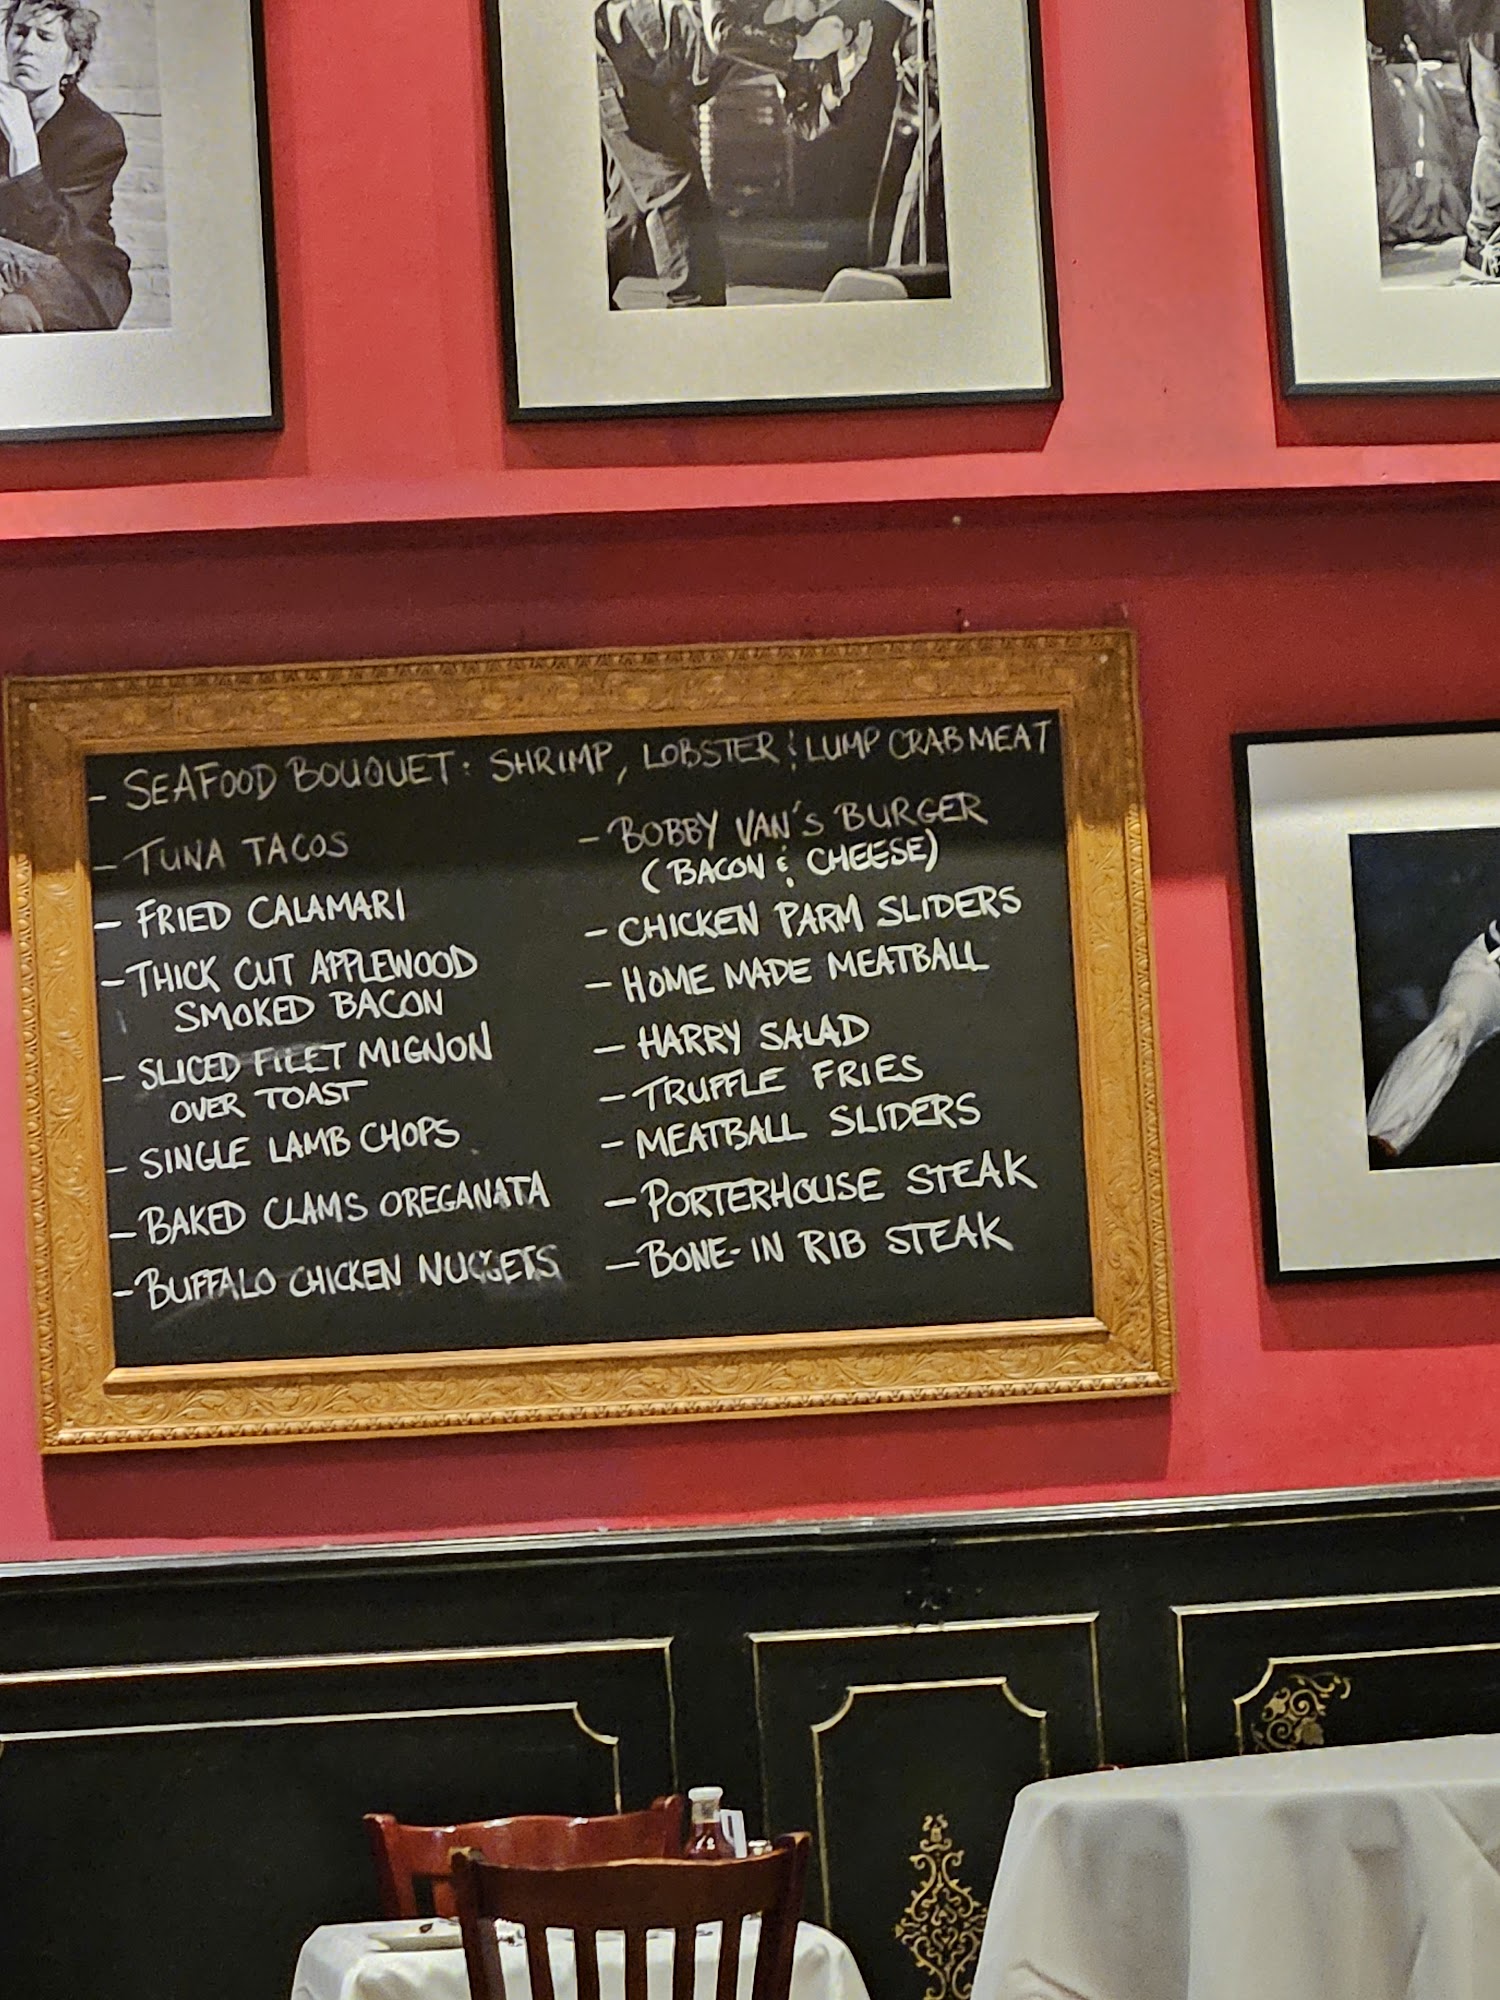 - SEAFOOD BOUQUET: SHRIMP, LOBSTER & LUMP CRABMEAT
- TUNA TACOS
- FRIED CALAMARI
- THICK CUT APPLEWOOD
SMOKED BACON
- SLICED FILET MIGNON
OVER TOAST
- SINGLE LAMB CHOPS
- BAKED CLAMS OREGANATA
- BUFFALO CHICKEN NUGGETS
- BOBBY VAN'S BURGER
(BACON & CHEESE)
- CHICKEN PARM SLIDERS
- HOME MADE MEATBALL
- HARRY SALAD
- TRUFFLE FRIES
- MEATBALL SLIDERS
- PORTERHOUSE STEAK
- BONE-IN RIB STEAK